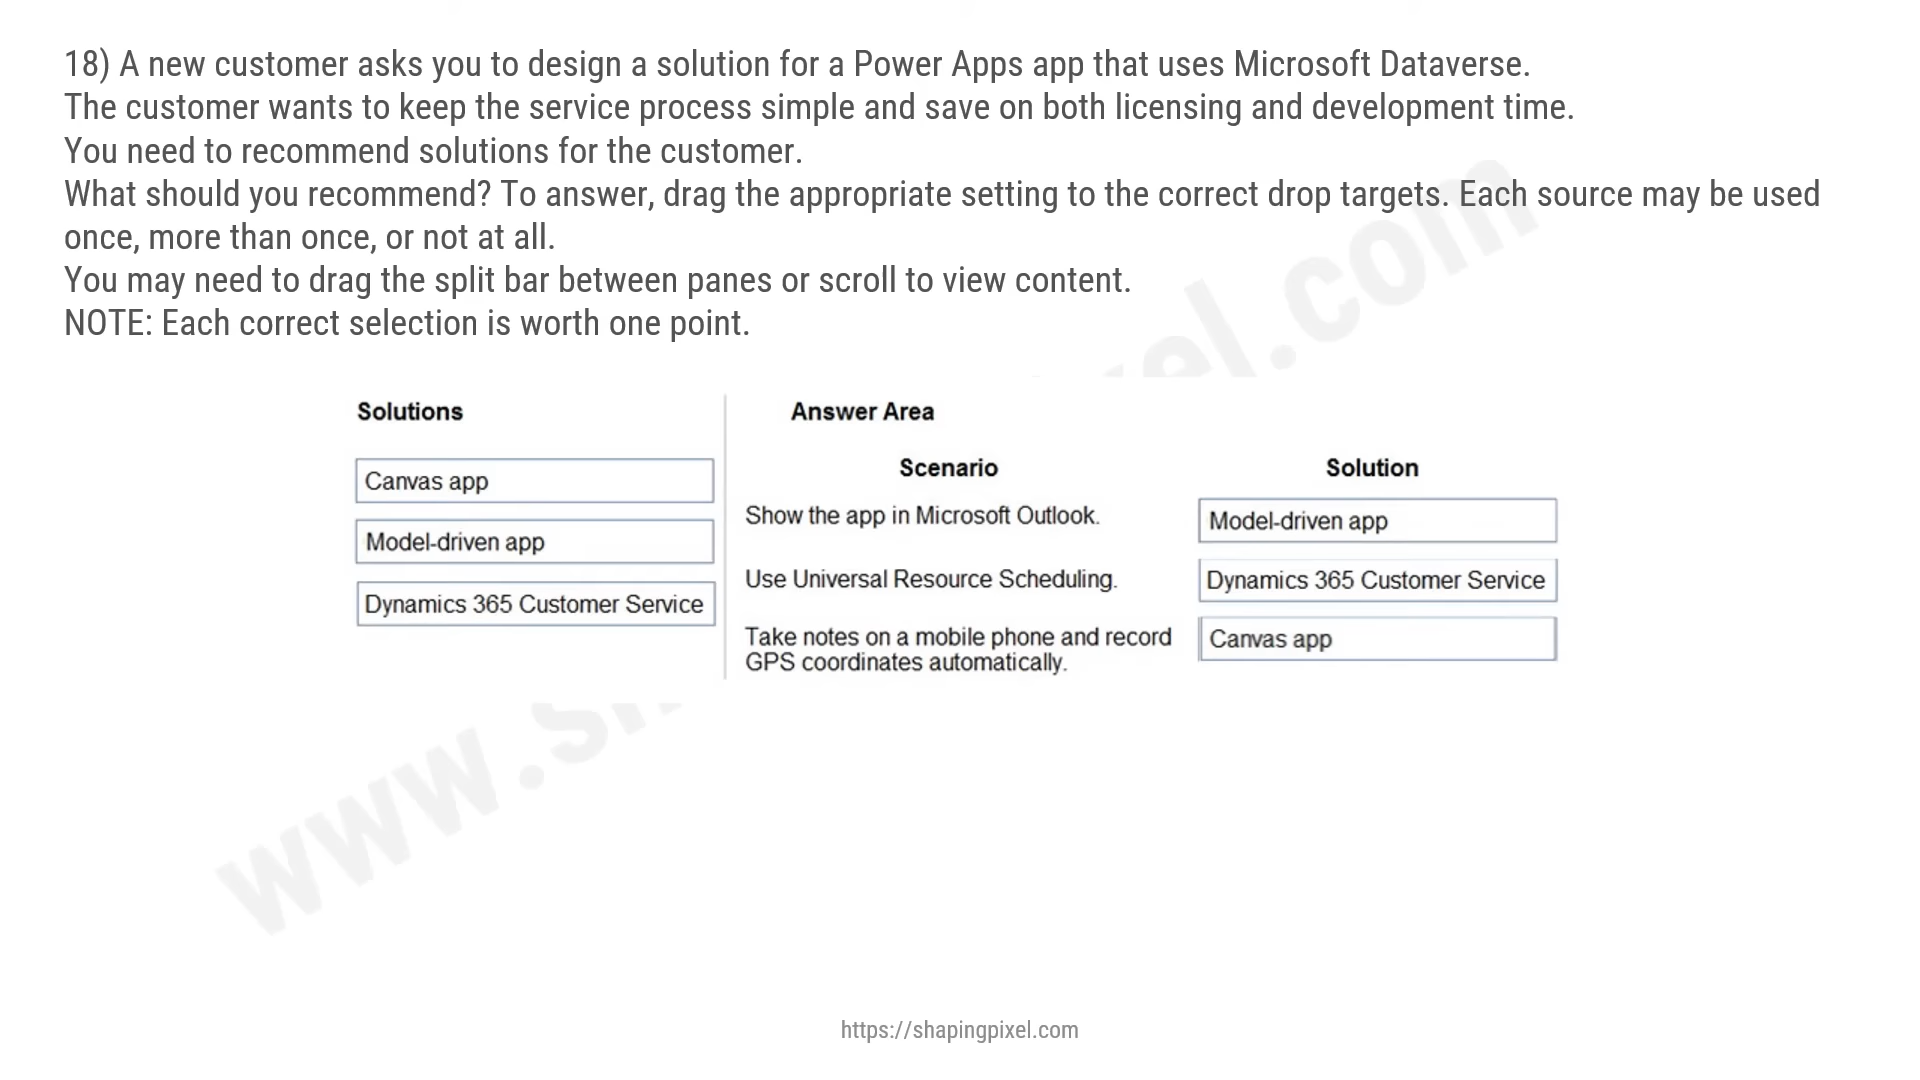 18) A new customer asks you to design a solution for a Power Apps app that uses Microsoft Dataverse.
The customer wants to keep the service process simple and save on both licensing and development time.
You need to recommend solutions for the customer.
What should you recommend? To answer, drag the appropriate setting to the correct drop targets. Each source may be used
once, more than once, or not at all.
You may need to drag the split bar between panes or scroll to view content.
NOTE: Each correct selection is worth one point.
Solutions
Canvas app
Model-driven app
Dynamics 365 Customer Service
Answer Area
Scenario
Solution
Show the app in Microsoft Outlook.
Model-driven app
Use Universal Resource Scheduling.
Dynamics 365 Customer Service
Take notes on a mobile phone and record
GPS coordinates automatically.
Canvas app
https://shapingpixel.com